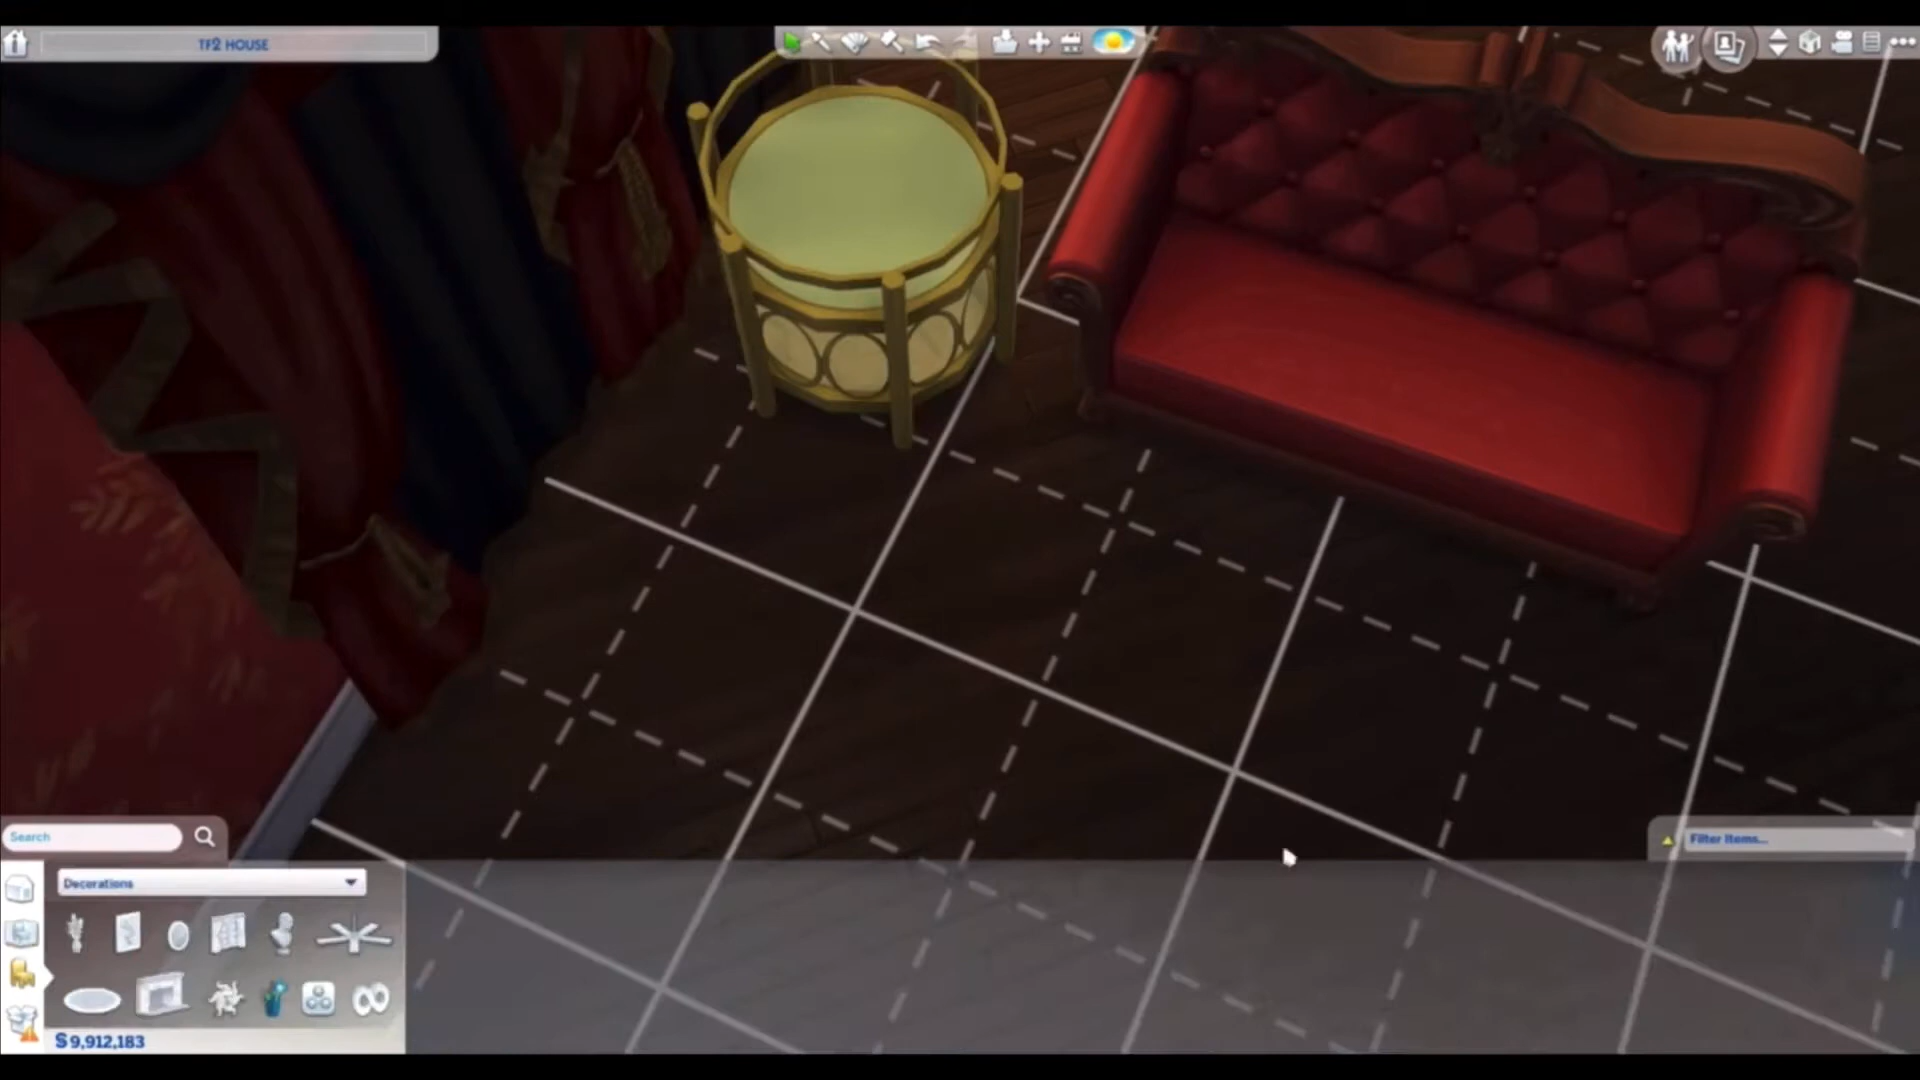 TF2 HOUSE
Search
Filter Items...
Decorations
§9,912,183